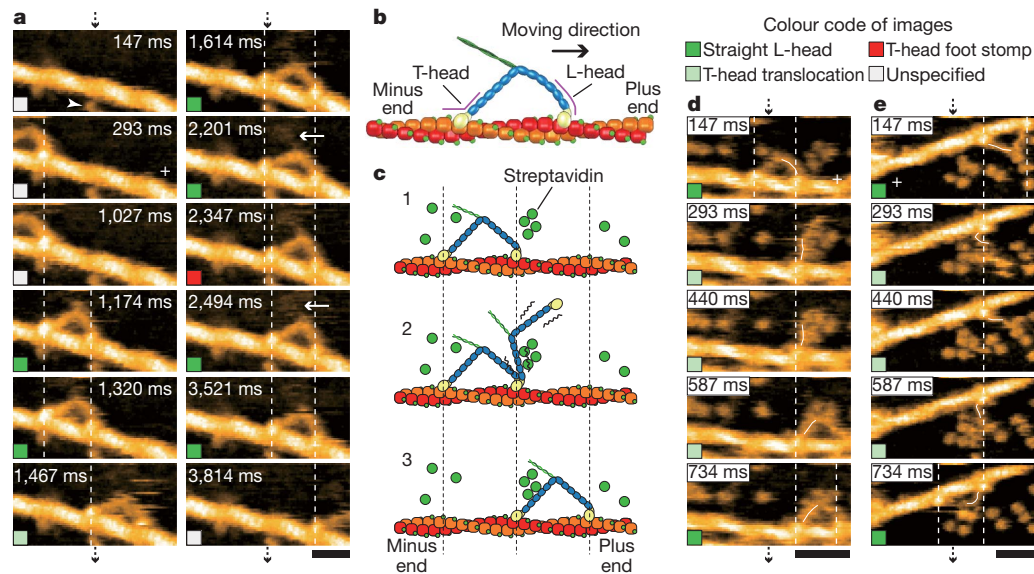 a
147 ms
293 ms
+
1,027 ms
1,174 ms
1,320 ms
1,467 ms
1,614 ms
2,201 ms
2,347 ms
2,494 ms
3,521 ms
3,814 ms
b
Moving direction
T-head
L-head
Minus
end
Plus
end
c
Streptavidin
1
2
3
Minus
end
Plus
end
Colour code of images
Straight L-head
T-head foot stomp
T-head translocation
Unspecified
d
147 ms
+
293 ms
440 ms
587 ms
734 ms
e
147 ms
+
293 ms
440 ms
587 ms
734 ms